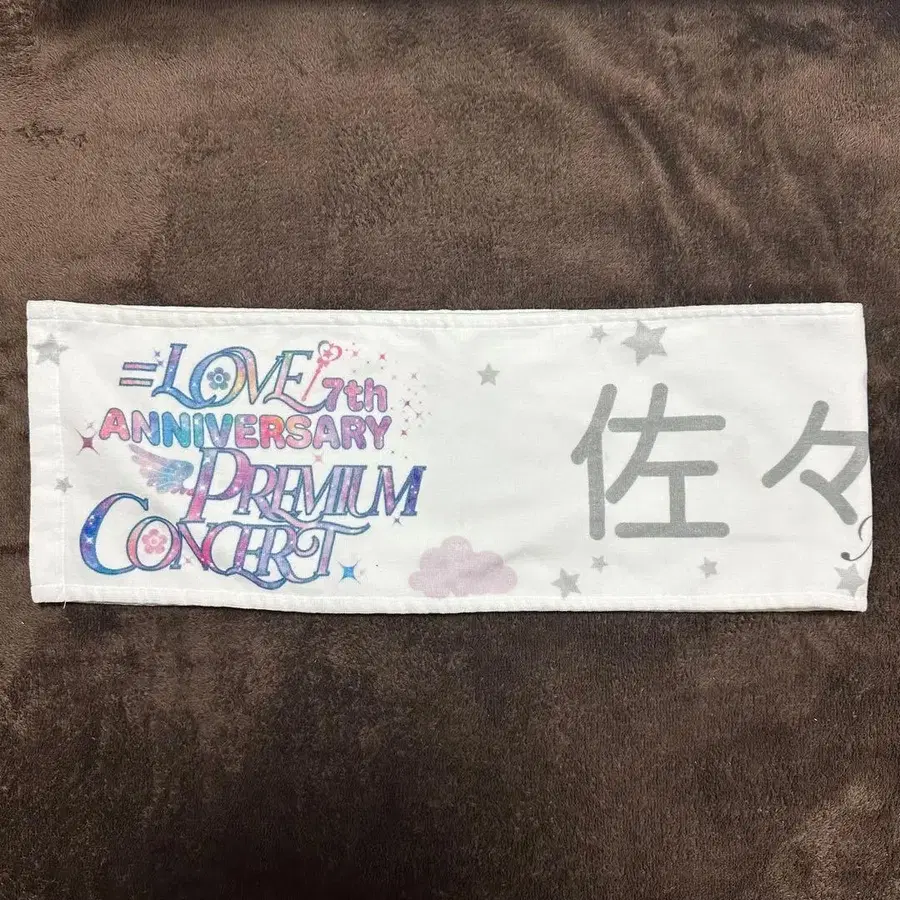 =LOVE 7th
ANNIVERSARY
PREMIUM
CONCERT
佐々